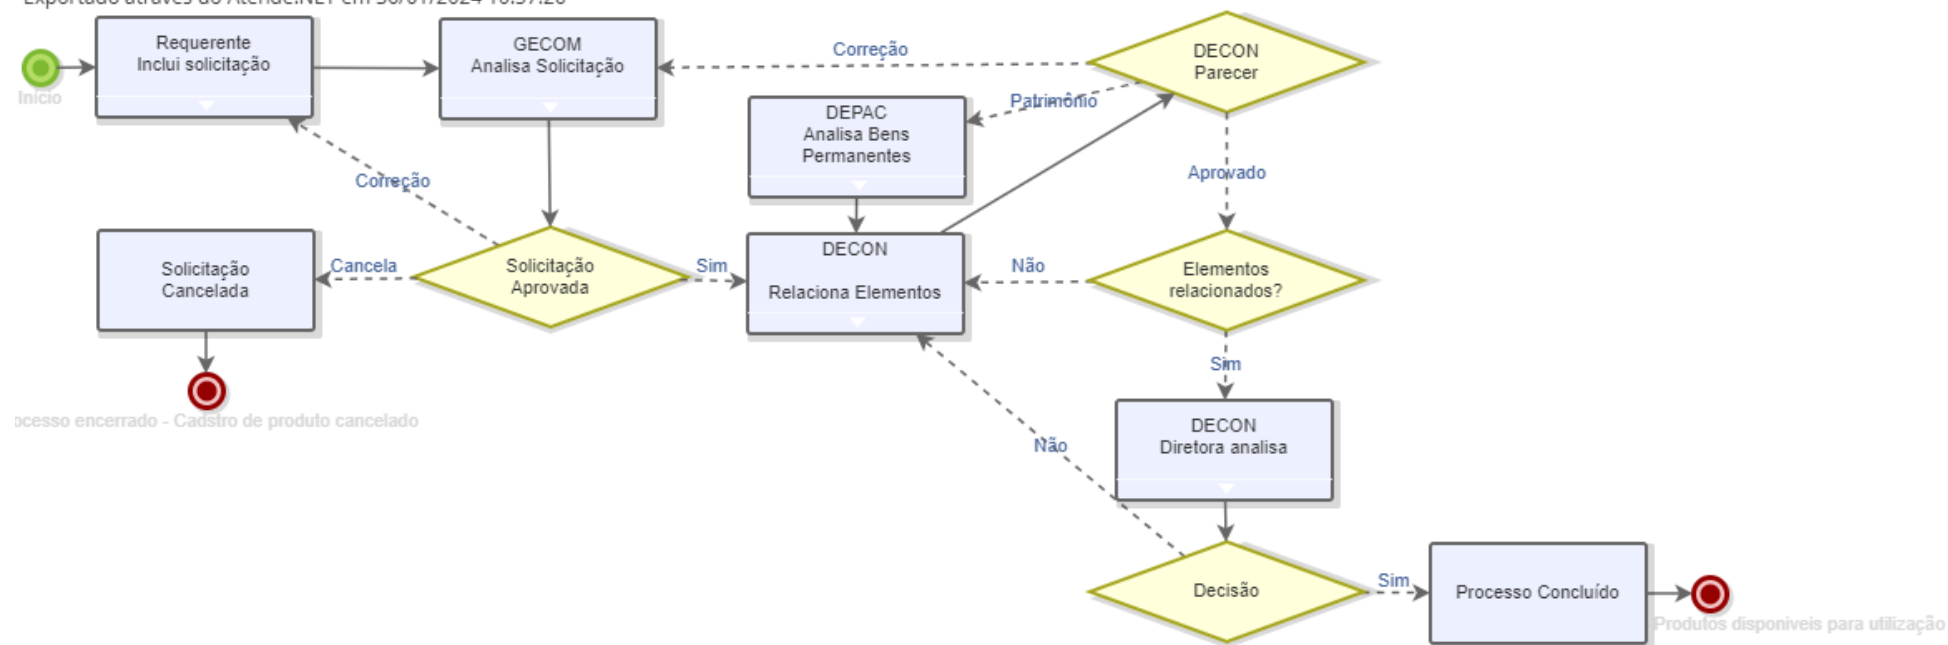 Início
Requerente
Inclui solicitação
GECOM
Analisa Solicitação
Correção
DECON
Parecer
Patrimônio
DEPAC
Analisa Bens
Permanentes
Aprovado
Correção
Solicitação
Cancelada
Cancela
Solicitação
Aprovada
Sim
DECON
Relaciona Elementos
Não
Elementos
relacionados?
Sim
encerrado - Cadstro de produto cancelado
DECON
Diretora analisa
Não
Decisão
Sim
Processo Concluído
Produtos disponiveis para utilização